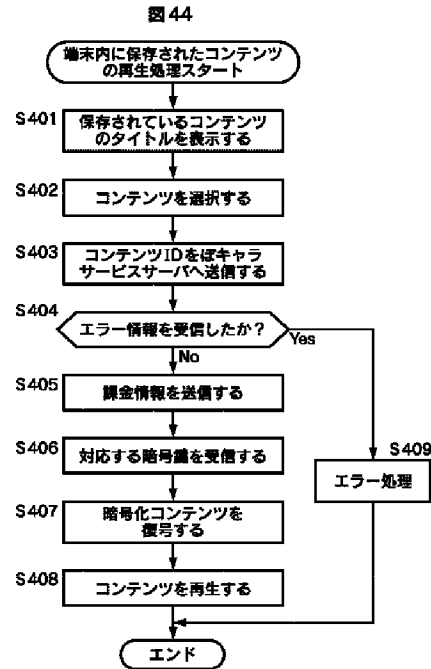 図44
端末内に保存されたコンテンツ
の再生処理スタート
S401
保存されているコンテンツ
のタイトルを表示する
S402
コンテンツを選択する
S403
コンテンツIDをぽキャラ
サービスサーバへ送信する
S404
エラー情報を受信したか？
Yes
No
S405
課金情報を送信する
S406
対応する暗号鍵を受信する
S409
エラー処理
S407
暗号化コンテンツを
復号する
S408
コンテンツを再生する
エンド